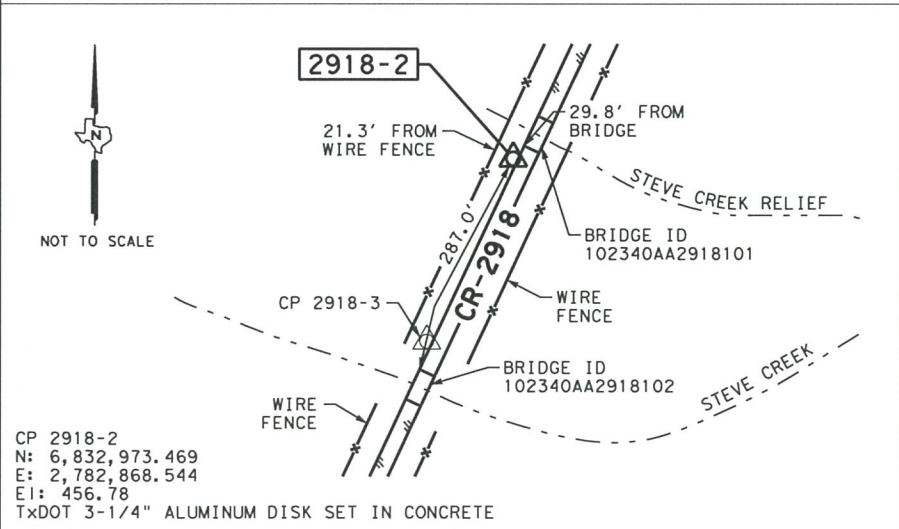 2918-2
29.8' FROM
BRIDGE
21.3' FROM
WIRE FENCE
N
STEVE CREEK RELIEF
NOT TO SCALE
287.0'
CR-2918
BRIDGE ID
102340AA2918101
CP 2918-3
WIRE
FENCE
BRIDGE ID
102340AA2918102
STEVE CREEK
WIRE
FENCE
CP 2918-2
N: 6,832,973.469
E: 2,782,868.544
El: 456.78
TxDOT 3-1/4" ALUMINUM DISK SET IN CONCRETE